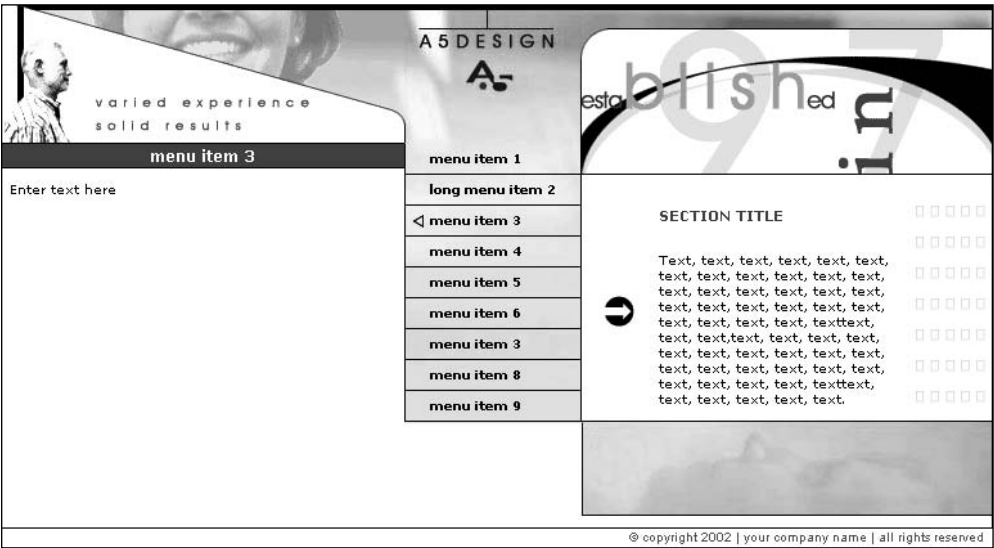 A5DESIGN
A5
varied experience
solid results
established
in
97
menu item 3
Enter text here
menu item 1
long menu item 2
menu item 3
menu item 4
menu item 5
menu item 6
menu item 3
menu item 8
menu item 9
SECTION TITLE
Text, text, text, text, text, text,
text, text, text, text, text, text,
text, text, text, text, text, text,
text, text, text, text, text, text,
text, text, text, text, texttext,
text, text,text, text, text, text,
text, text, text, text, text, text,
text, text, text, text, text, text,
text, text, text, text, texttext,
text, text, text, text, text.
© copyright 2002 | your company name | all rights reserved